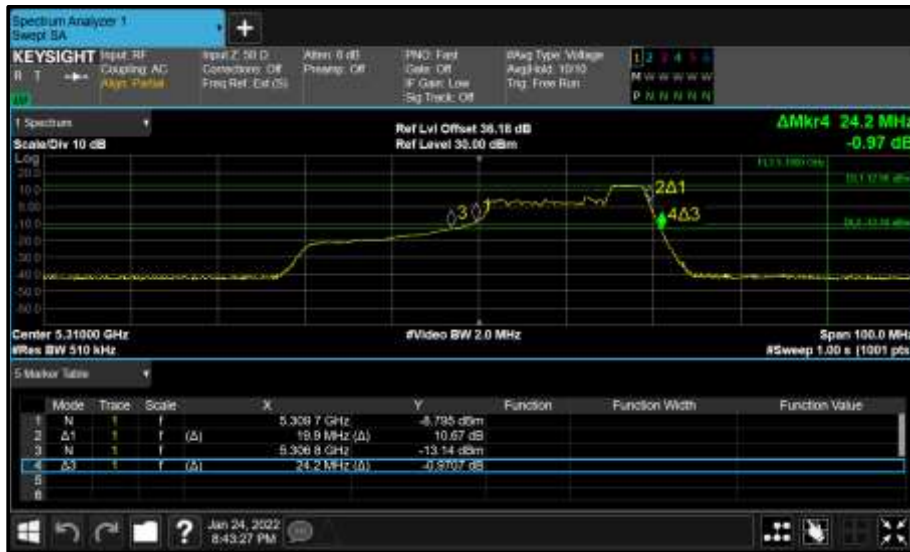 Spectrum Analyzer 1
Swept SA
+
KEYSIGHT Input: RF
R T
Coupling: AC
Align: Partial
Input Z: 50 Ω
Corrections: Off
Freq Ref: Ext (S)
Atten: 6 dB
Preamp: Off
PNO: Fast
Gate: Off
IF Gain: Low
Sig Track: Off
#Avg Type: Voltage
Avg|Hold: 10/10
Trig: Free Run
1 2 3 4 5 6
M W W W W W
P N N N N N
1 Spectrum
Scale/Div 10 dB
Ref Lvl Offset 36.18 dB
Ref Level 30.00 dBm
ΔMkr4 24.2 MHz
-0.97 dB
Log
20.0
10.0
0.00
-10.0
-20.0
-30.0
-40.0
-50.0
-60.0
3
1
2Δ1
4Δ3
Center 5.31000 GHz
#Res BW 510 kHz
#Video BW 2.0 MHz
Span 100.0 MHz
#Sweep 1.00 s (1001 pts
5 Marker Table
Mode Trace Scale X Y Function Function Width Function Value
1 N 1 f 5.309 7 GHz -8.795 dBm
2 Δ1 1 f (Δ) 19.9 MHz (Δ) 10.67 dB
3 N 1 f 5.306 8 GHz -13.14 dBm
4 Δ3 1 f (Δ) 24.2 MHz (Δ) -0.9707 dB
5
6
?
Jan 24, 2022
8:43:27 PM